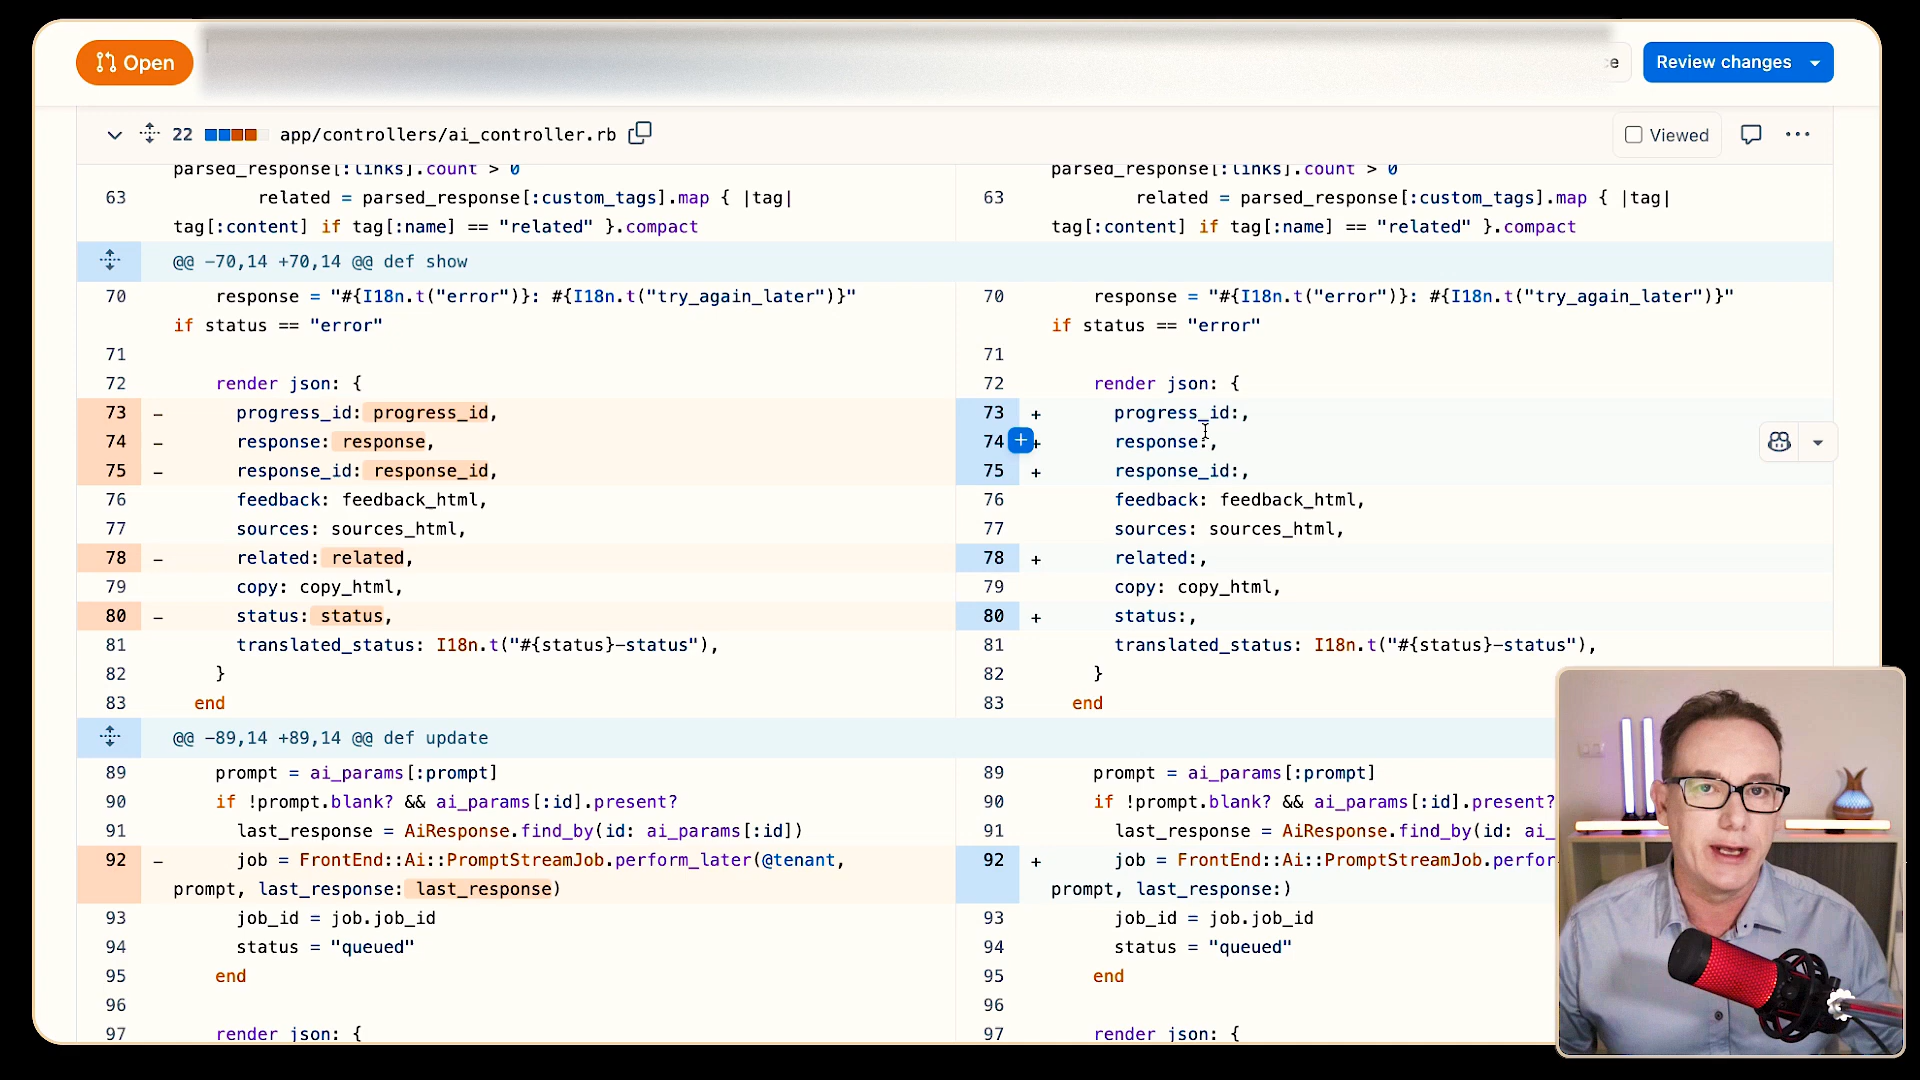 Open
e
Review changes
22 app/controllers/ai_controller.rb
Viewed
parsed_response[:links].count > 0
63 related = parsed_response[:custom_tags].map { |tag|
tag[:content] if tag[:name] == "related" }.compact
@@ -70,14 +70,14 @@ def show
70 response = "#{I18n.t("error")}: #{I18n.t("try_again_later")}"
if status == "error"
71
72 render json: {
73 - progress_id: progress_id,
74 - response: response,
75 - response_id: response_id,
76 feedback: feedback_html,
77 sources: sources_html,
78 - related: related,
79 copy: copy_html,
80 - status: status,
81 translated_status: I18n.t("#{status}-status"),
82 }
83 end
@@ -89,14 +89,14 @@ def update
89 prompt = ai_params[:prompt]
90 if !prompt.blank? && ai_params[:id].present?
91 last_response = AiResponse.find_by(id: ai_params[:id])
92 - job = FrontEnd::Ai::PromptStreamJob.perform_later(@tenant,
prompt, last_response: last_response)
93 job_id = job.job_id
94 status = "queued"
95 end
96
97 render json: {
parsed_response[:links].count > 0
63 related = parsed_response[:custom_tags].map { |tag|
tag[:content] if tag[:name] == "related" }.compact
70 response = "#{I18n.t("error")}: #{I18n.t("try_again_later")}"
if status == "error"
71
72 render json: {
73 + progress_id:,
74 + response:,
75 + response_id:,
76 feedback: feedback_html,
77 sources: sources_html,
78 + related:,
79 copy: copy_html,
80 + status:,
81 translated_status: I18n.t("#{status}-status"),
82 }
83 end
89 prompt = ai_params[:prompt]
90 if !prompt.blank? && ai_params[:id].present?
91 last_response = AiResponse.find_by(id: ai_
92 + job = FrontEnd::Ai::PromptStreamJob.perfor
prompt, last_response:)
93 job_id = job.job_id
94 status = "queued"
95 end
96
97 render json: {